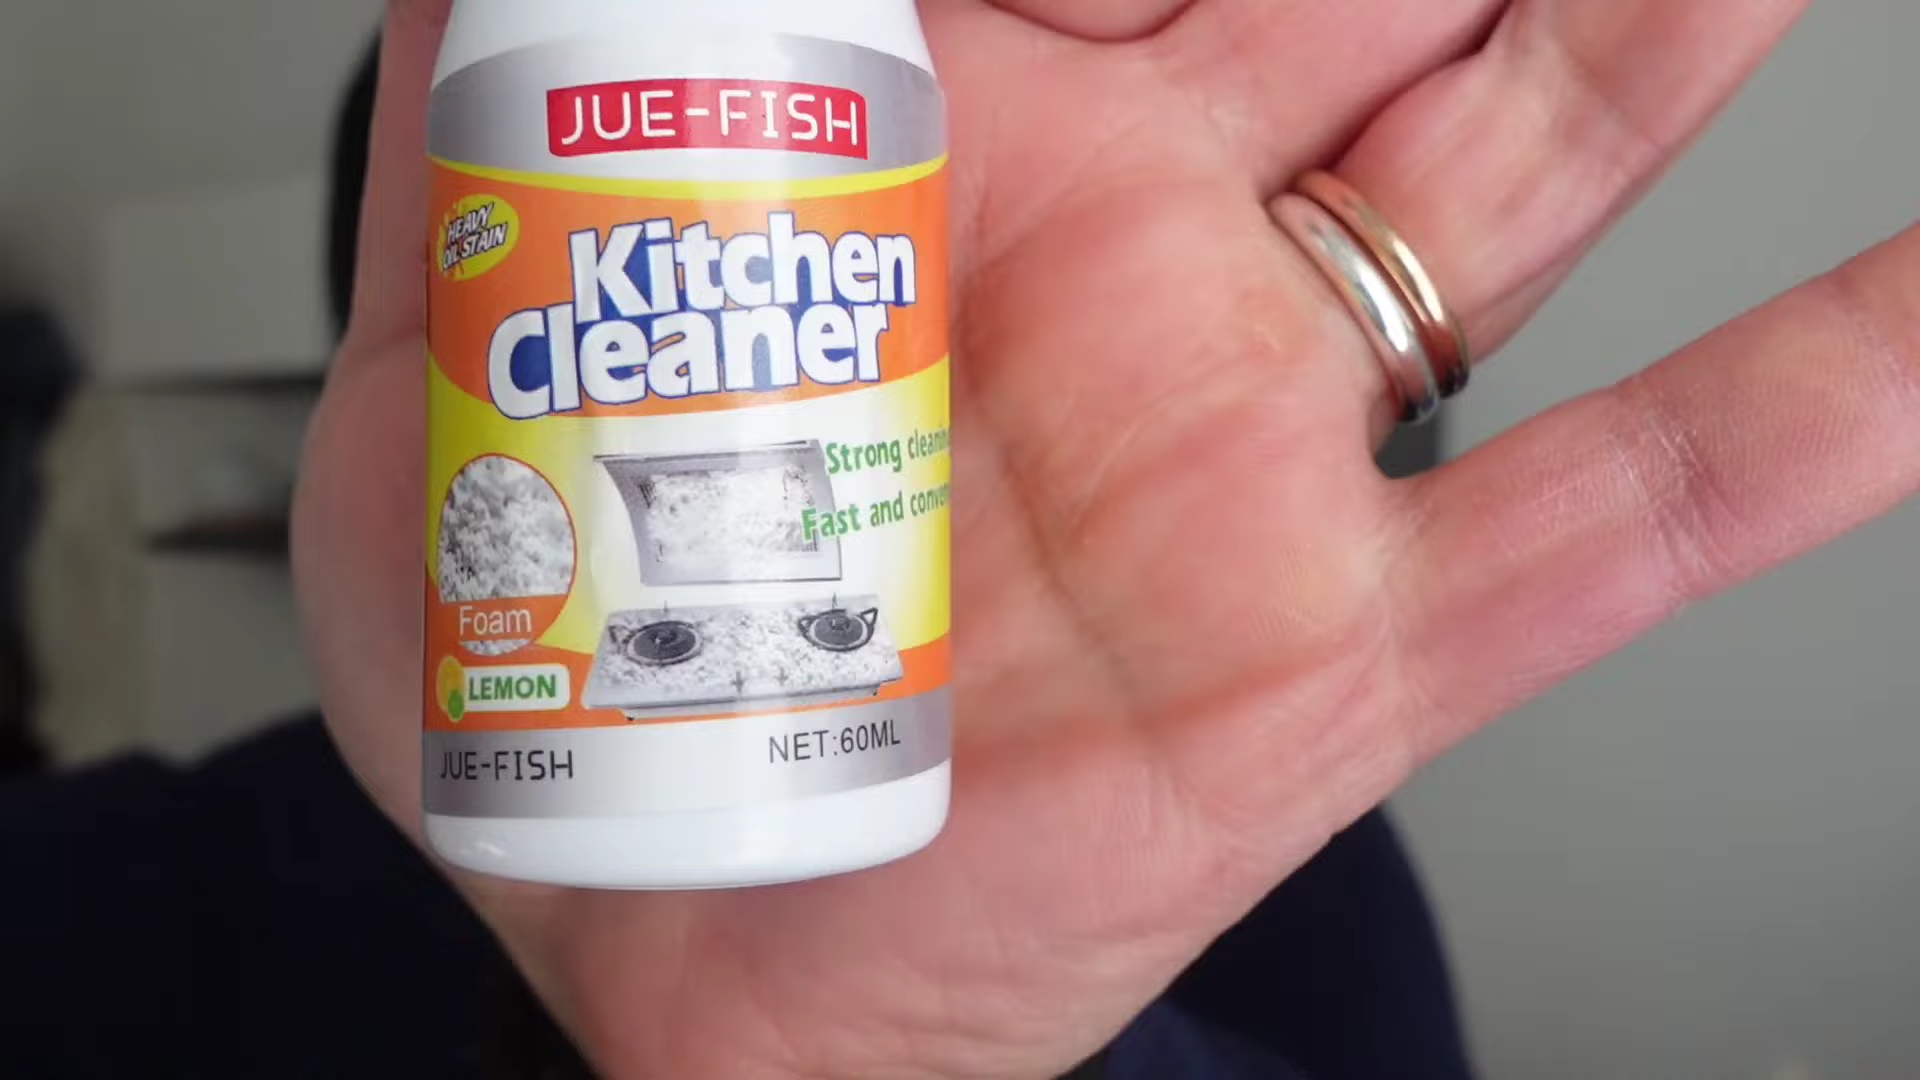 JUE-FISH
HEAVY
OIL STAIN
Kitchen
Cleaner
Strong
Fast and
Foam
LEMON
JUE-FISH
NET:60ML